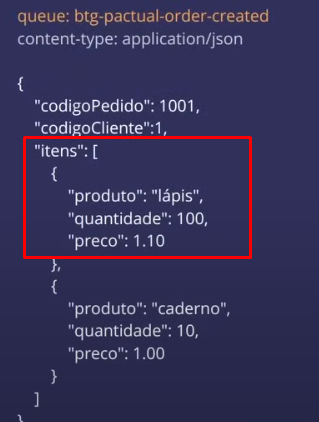 queue: btg-pactual-order-created
content-type: application/json
{
"codigoPedido": 1001,
"codigoCliente":1,
"itens": [
{
"produto": "lápis",
"quantidade": 100,
"preco": 1.10
},
{
"produto": "caderno",
"quantidade": 10,
"preco": 1.00
}
]
}